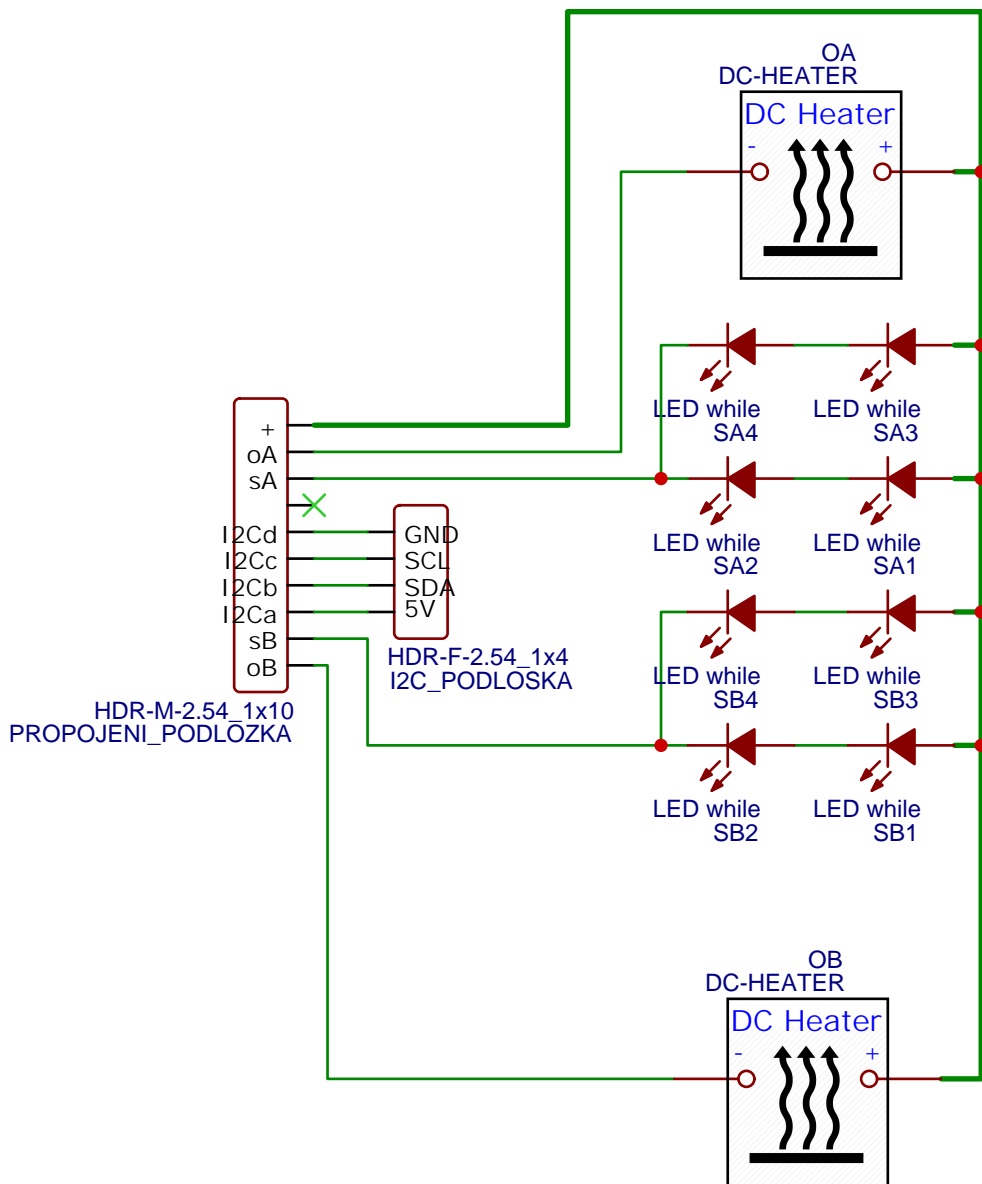 OA
DC-HEATER
DC Heater
- +
LED while
SA4
LED while
SA3
+
oA
sA
LED while
SA2
LED while
SA1
I2Cd
I2Cc
I2Cb
I2Ca
sB
oB
GND
SCL
SDA
5V
HDR-F-2.54_1x4
I2C_PODLOSKA
HDR-M-2.54_1x10
PROPOJENI_PODLOZKA
LED while
SB4
LED while
SB3
LED while
SB2
LED while
SB1
OB
DC-HEATER
DC Heater
- +